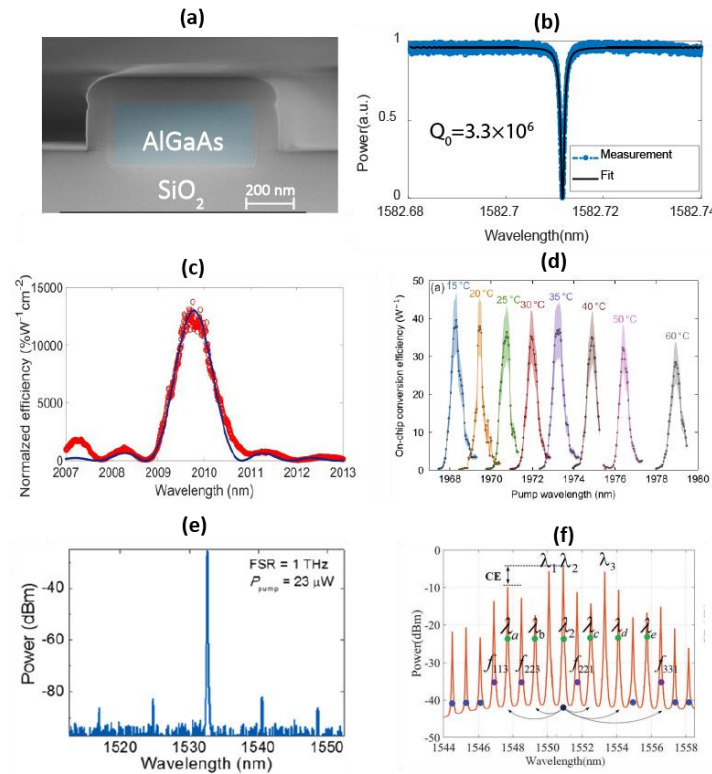 (a)
AlGaAs
SiO2
200 nm
(b)
Power(a.u.)
1
0.5
0
Q0=3.3×10⁶
Measurement
Fit
1582.68
1582.7
1582.72
1582.74
Wavelength(nm)
(c)
Normalized efficiency (%W⁻¹cm⁻²)
15000
10000
5000
0
2007
2008
2009
2010
2011
2012
2013
Wavelength (nm)
(d)
(a)
On-chip conversion efficiency (W⁻¹)
50
40
30
20
10
0
15 °C
20 °C
25 °C
30 °C
35 °C
40 °C
50 °C
60 °C
1968
1970
1972
1974
1976
1978
1980
Pump wavelength (nm)
(e)
FSR = 1 THz
Ppump = 23 μW
Power (dBm)
-40
-60
-80
1520
1530
1540
1550
Wavelength (nm)
(f)
Power(dBm)
0
-10
-20
-30
-40
-50
CE
λ1
λ2
λ3
λa
λb
λ2
λc
λd
λe
f113
f223
f221
f331
1544
1546
1548
1550
1552
1554
1556
1558
Wavelength(nm)